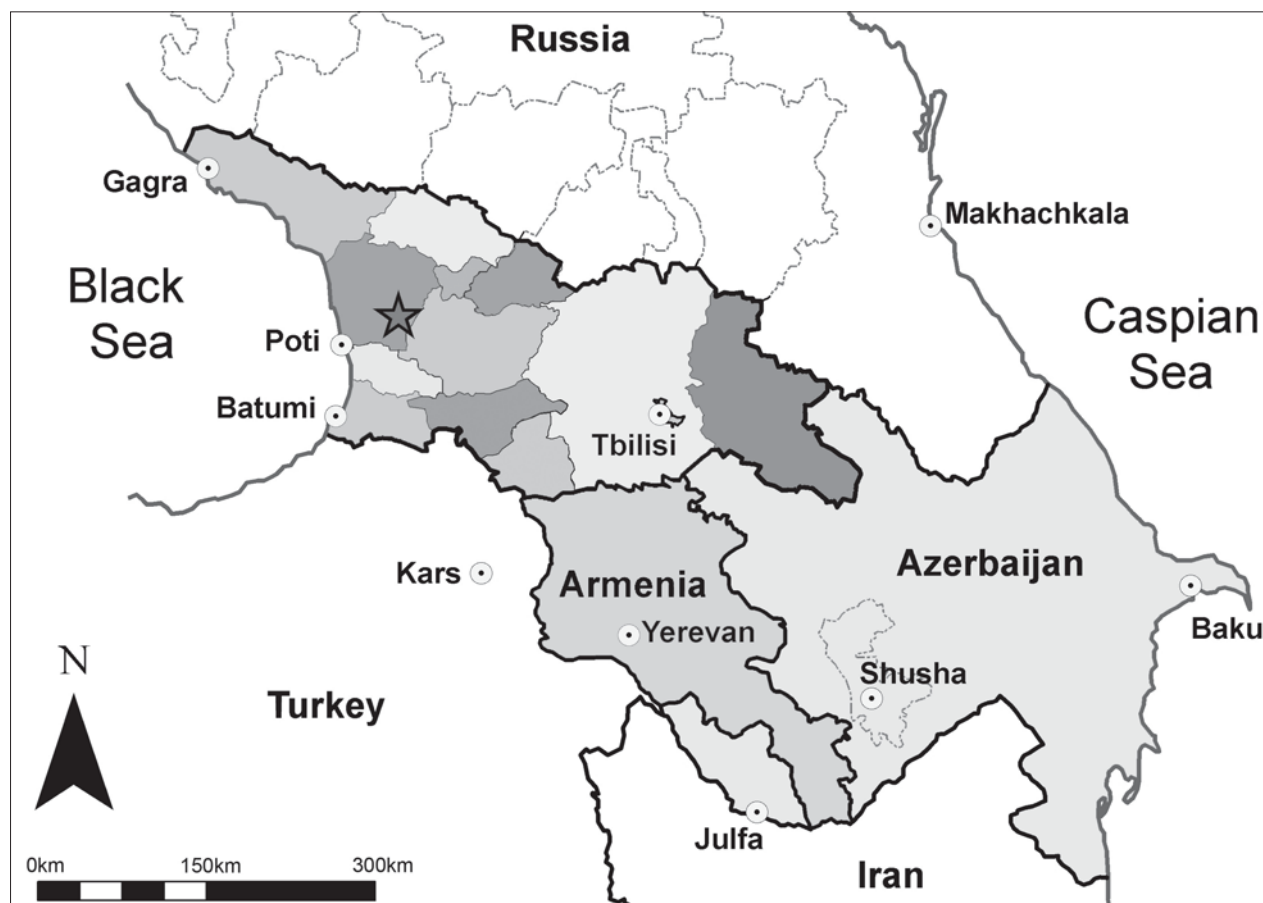 Russia
Gagra
Makhachkala
Black
Sea
Caspian
Sea
Poti
Batumi
Tbilisi
Kars
Armenia
Azerbaijan
Yerevan
Baku
N
Shusha
Turkey
Julfa
0km 150km 300km
Iran